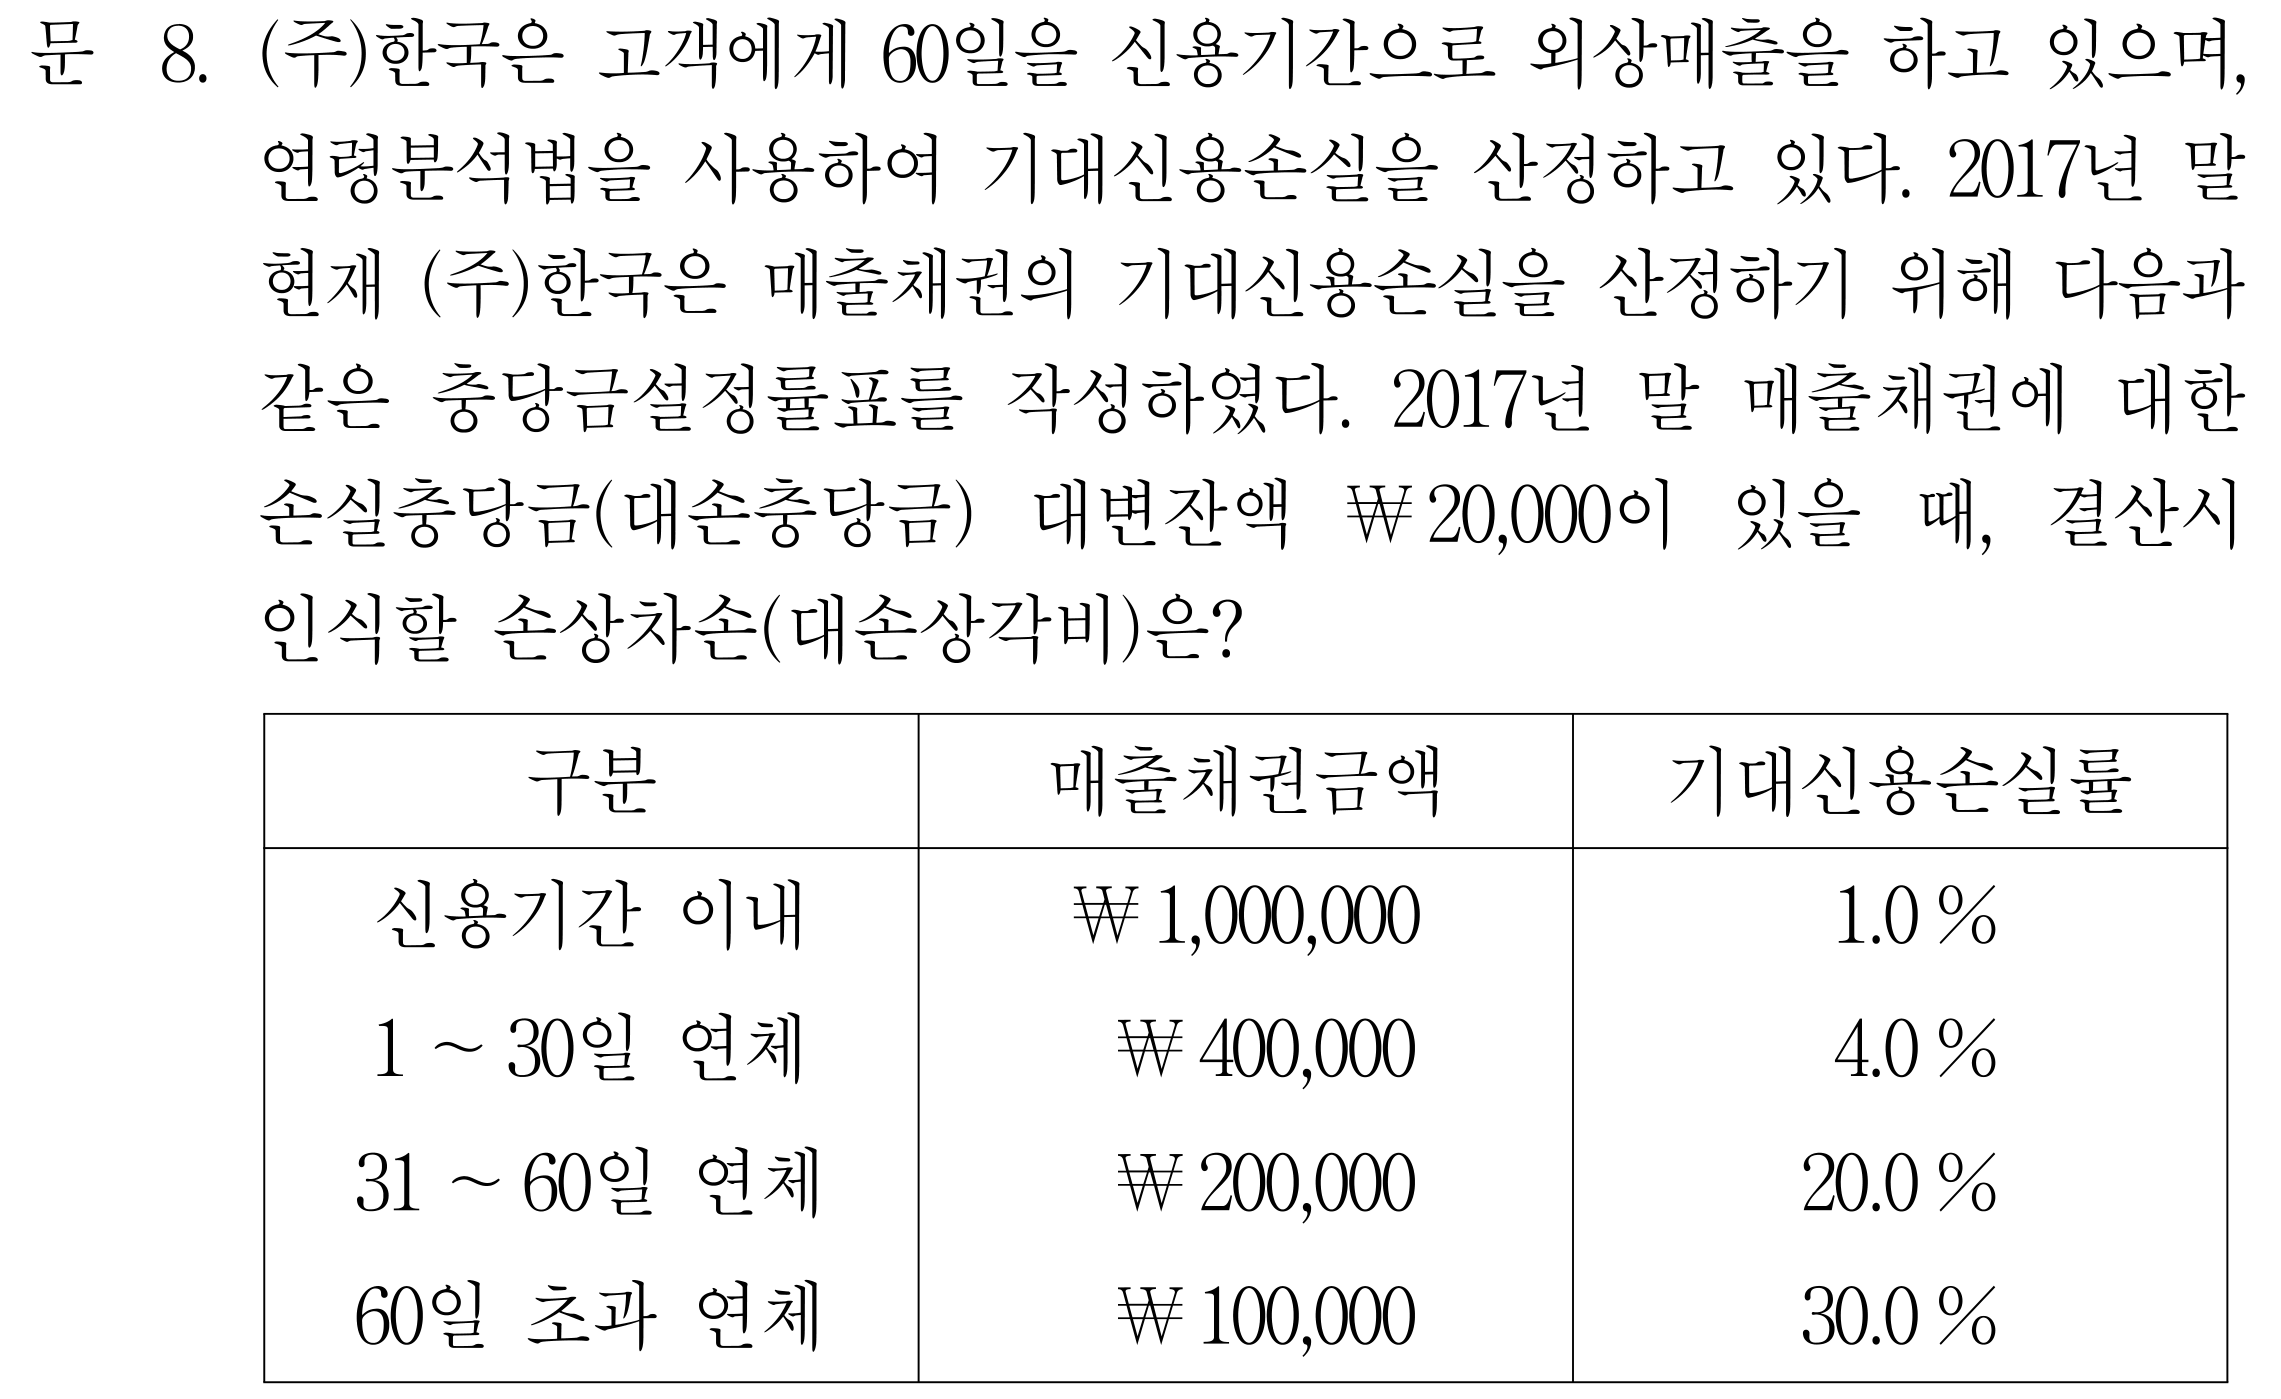 문 8. (주)한국은 고객에게 60일을 신용기간으로 외상매출을 하고 있으며,
연령분석법을 사용하여 기대신용손실을 산정하고 있다. 2017년 말
현재 (주)한국은 매출채권의 기대신용손실을 산정하기 위해 다음과
같은 충당금설정률표를 작성하였다. 2017년 말 매출채권에 대한
손실충당금(대손충당금) 대변잔액 ₩20,000이 있을 때, 결산시
인식할 손상차손(대손상각비)은?
구분 매출채권금액 기대신용손실률
신용기간 이내 ₩1,000,000 1.0%
1 ~ 30일 연체 ₩400,000 4.0%
31 ~ 60일 연체 ₩200,000 20.0%
60일 초과 연체 ₩100,000 30.0%